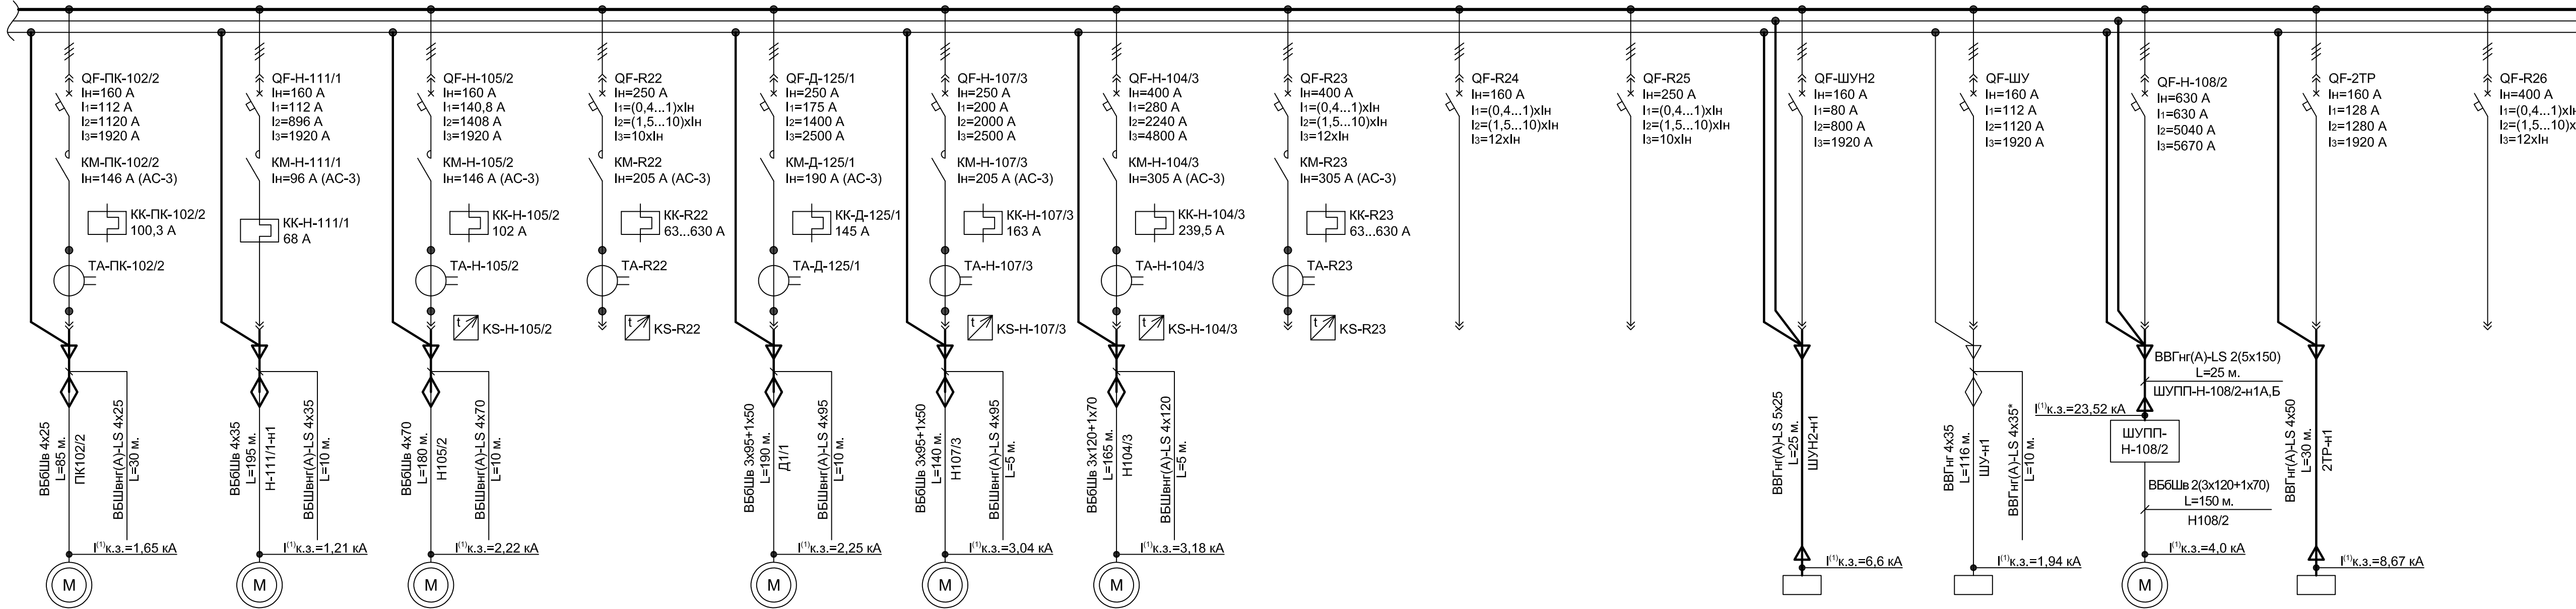 QF-ПК-102/2
Iн=160 А
I1=112 А
I2=1120 А
I3=1920 А
КМ-ПК-102/2
Iн=146 А (АС-3)
КК-ПК-102/2
100,3 А
ТА-ПК-102/2
ВБбШв 4х25
L=85 м.
ПК102/2
ВБШвнг(А)-LS 4х25
L=30 м.
I⁽¹⁾к.з.=1,65 кА
М
QF-Н-111/1
Iн=160 А
I1=112 А
I2=896 А
I3=1920 А
КМ-Н-111/1
Iн=96 А (АС-3)
КК-Н-111/1
68 А
ВБбШв 4х35
L=195 м.
Н-111/1-н1
ВБШвнг(А)-LS 4х35
L=10 м.
I⁽¹⁾к.з.=1,21 кА
М
QF-Н-105/2
Iн=160 А
I1=140,8 А
I2=1408 А
I3=1920 А
КМ-Н-105/2
Iн=146 А (АС-3)
КК-Н-105/2
102 А
ТА-Н-105/2
t
KS-Н-105/2
ВБбШв 4х70
L=180 м.
Н105/2
ВБШвнг(А)-LS 4х70
L=10 м.
I⁽¹⁾к.з.=2,22 кА
М
QF-R22
Iн=250 А
I1=(0,4...1)хIн
I2=(1,5...10)хIн
I3=10хIн
КМ-R22
Iн=205 А (АС-3)
КК-R22
63...630 А
ТА-R22
t
KS-R22
QF-Д-125/1
Iн=250 А
I1=175 А
I2=1400 А
I3=2500 А
КМ-Д-125/1
Iн=190 А (АС-3)
КК-Д-125/1
145 А
ТА-Д-125/1
ВБбШв 3х95+1х50
L=190 м.
Д1/1
ВБШвнг(А)-LS 4х95
L=10 м.
I⁽¹⁾к.з.=2,25 кА
М
QF-Н-107/3
Iн=250 А
I1=200 А
I2=2000 А
I3=2500 А
КМ-Н-107/3
Iн=205 А (АС-3)
КК-Н-107/3
163 А
ТА-Н-107/3
t
KS-Н-107/3
ВБбШв 3х95+1х50
L=140 м.
Н107/3
ВБШвнг(А)-LS 4х95
L=5 м.
I⁽¹⁾к.з.=3,04 кА
М
QF-Н-104/3
Iн=400 А
I1=280 А
I2=2240 А
I3=4800 А
КМ-Н-104/3
Iн=305 А (АС-3)
КК-Н-104/3
239,5 А
ТА-Н-104/3
t
KS-Н-104/3
ВБбШв 3х120+1х70
L=165 м.
Н104/3
ВБШвнг(А)-LS 4х120
L=5 м.
I⁽¹⁾к.з.=3,18 кА
М
QF-R23
Iн=400 А
I1=(0,4...1)хIн
I2=(1,5...10)хIн
I3=12хIн
КМ-R23
Iн=305 А (АС-3)
КК-R23
63...630 А
ТА-R23
t
KS-R23
QF-R24
Iн=160 А
I1=(0,4...1)хIн
I2=(1,5...10)хIн
I3=12хIн
QF-R25
Iн=250 А
I1=(0,4...1)хIн
I2=(1,5...10)хIн
I3=10хIн
QF-ШУН2
Iн=160 А
I1=80 А
I2=800 А
I3=1920 А
ВВГнг(А)-LS 5х25
L=25 м.
ШУН2-н1
I⁽¹⁾к.з.=6,6 кА
QF-ШУ
Iн=160 А
I1=112 А
I2=1120 А
I3=1920 А
ВВГнг 4х35
L=116 м.
ШУ-н1
ВВГнг(А)-LS 4х35*
L=10 м.
I⁽¹⁾к.з.=1,94 кА
QF-Н-108/2
Iн=630 А
I1=630 А
I2=5040 А
I3=5670 А
ВВГнг(А)-LS 2(5х150)
L=25 м.
ШУПП-Н-108/2-н1А,Б
I⁽¹⁾к.з.=23,52 кА
ШУПП-
Н-108/2
ВБбШв 2(3х120+1х70)
L=150 м.
Н108/2
I⁽¹⁾к.з.=4,0 кА
М
QF-2ТР
Iн=160 А
I1=128 А
I2=1280 А
I3=1920 А
ВВГнг(А)-LS 4х50
L=30 м.
2ТР-н1
I⁽¹⁾к.з.=8,67 кА
QF-R26
Iн=400 А
I1=(0,4...1)хIн
I2=(1,5...10)х
I3=12хIн